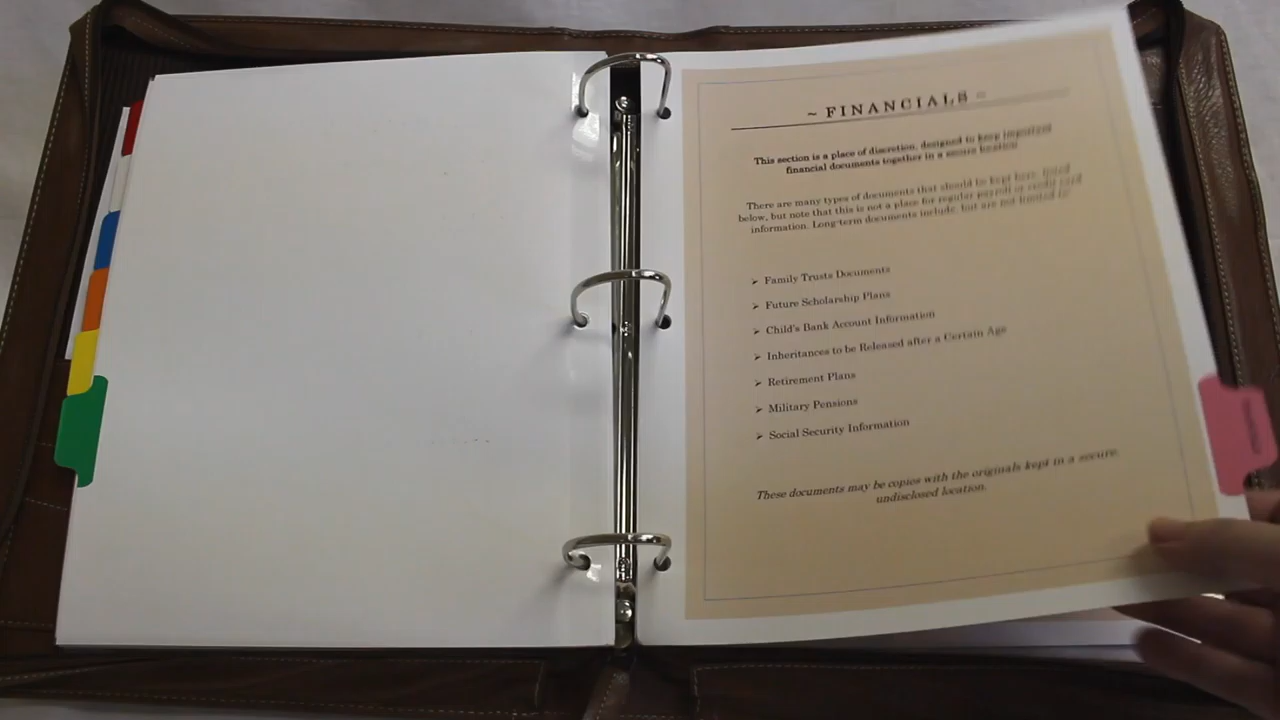 ~ FINANCIALS ~
This section is a place of discretion, designed to keep important
financial documents together in a secure location
There are many types of documents that should be kept here, listed
below, but note that this is not a place for regular payroll or credit card
information. Long-term documents include, but are not limited to
➢ Family Trusts Documents
➢ Future Scholarship Plans
➢ Child's Bank Account Information
➢ Inheritances to be Released after a Certain Age
➢ Retirement Plans
➢ Military Pensions
➢ Social Security Information
These documents may be copies with the originals kept in a secure
undisclosed location.